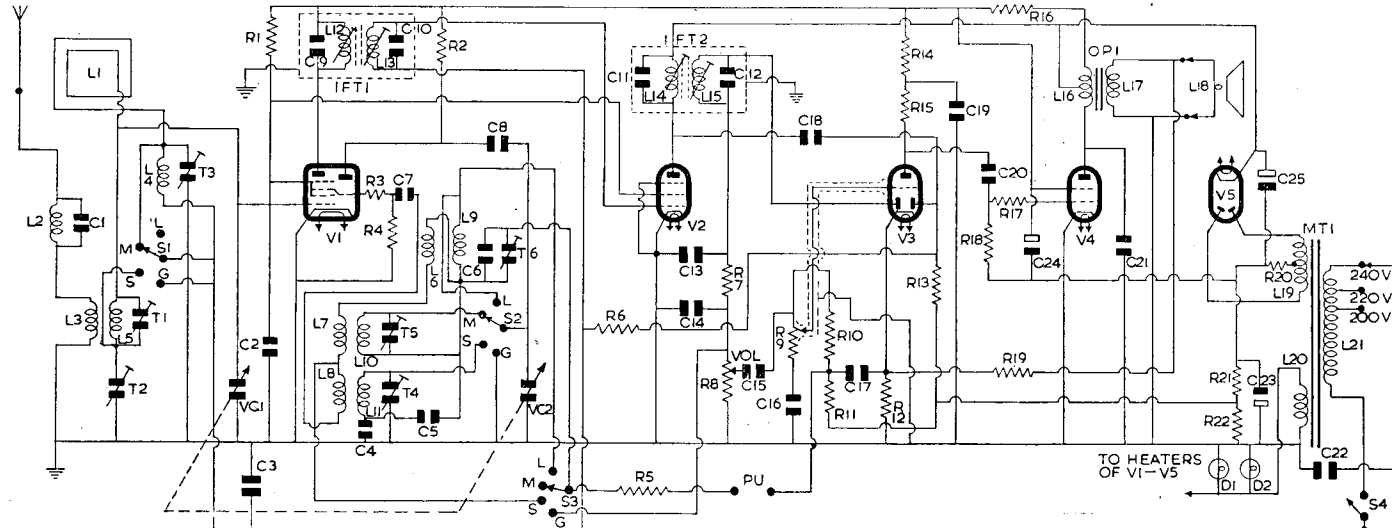 R1
L12
C9
L13
C10
IFT1
R2
IFT2
C11
L14
L15
C12
R14
R15
R16
OP1
L16
L17
L18
L1
L4
T3
L2
C1
L
M
S1
S
G
L3
L5
T1
T2
VC1
C2
C3
V1
R3
C7
R4
C8
L9
L6
C6
T6
L7
L10
T5
L8
L11
T4
C4
C5
L
M
S2
S
G
VC2
R6
V2
C13
C14
R7
R8
VOL
C15
C16
R9
R10
R11
C17
R12
R13
C18
V3
C19
C20
R17
R18
C24
V4
C21
V5
C25
MT1
R20
L19
240V
220V
200V
L21
L20
R19
R21
R22
C23
C22
L
M
S3
S
G
R5
PU
TO HEATERS
OF V1—V5
D1
D2
S4